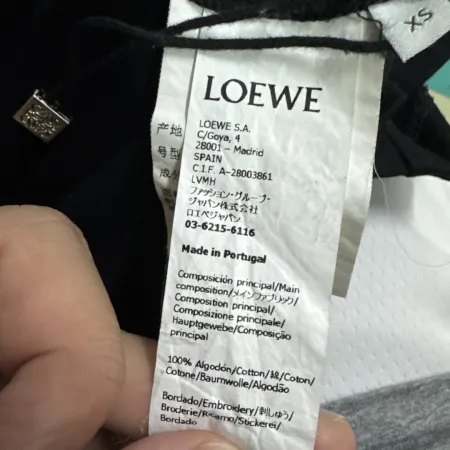 XS
LOEWE
产地
号型
成分
LOEWE S.A.
C/Goya, 4
28001 – Madrid
SPAIN
C.I.F. A-28003861
LVMH
ファッション・グループ・
ジャパン株式会社
ロエベジャパン
03-6215-6116
Made in Portugal
Composición principal/Main
composition/メインファブリック/
Composition principal/
Composizione principale/
Hauptgewebe/Composição
principal
100% Algodón/Cotton/綿/Coton/
Cotone/Baumwolle/Algodão
Bordado/Embroidery/刺しゅう/
Broderie/Ricamo/Stickerei/
Bordado